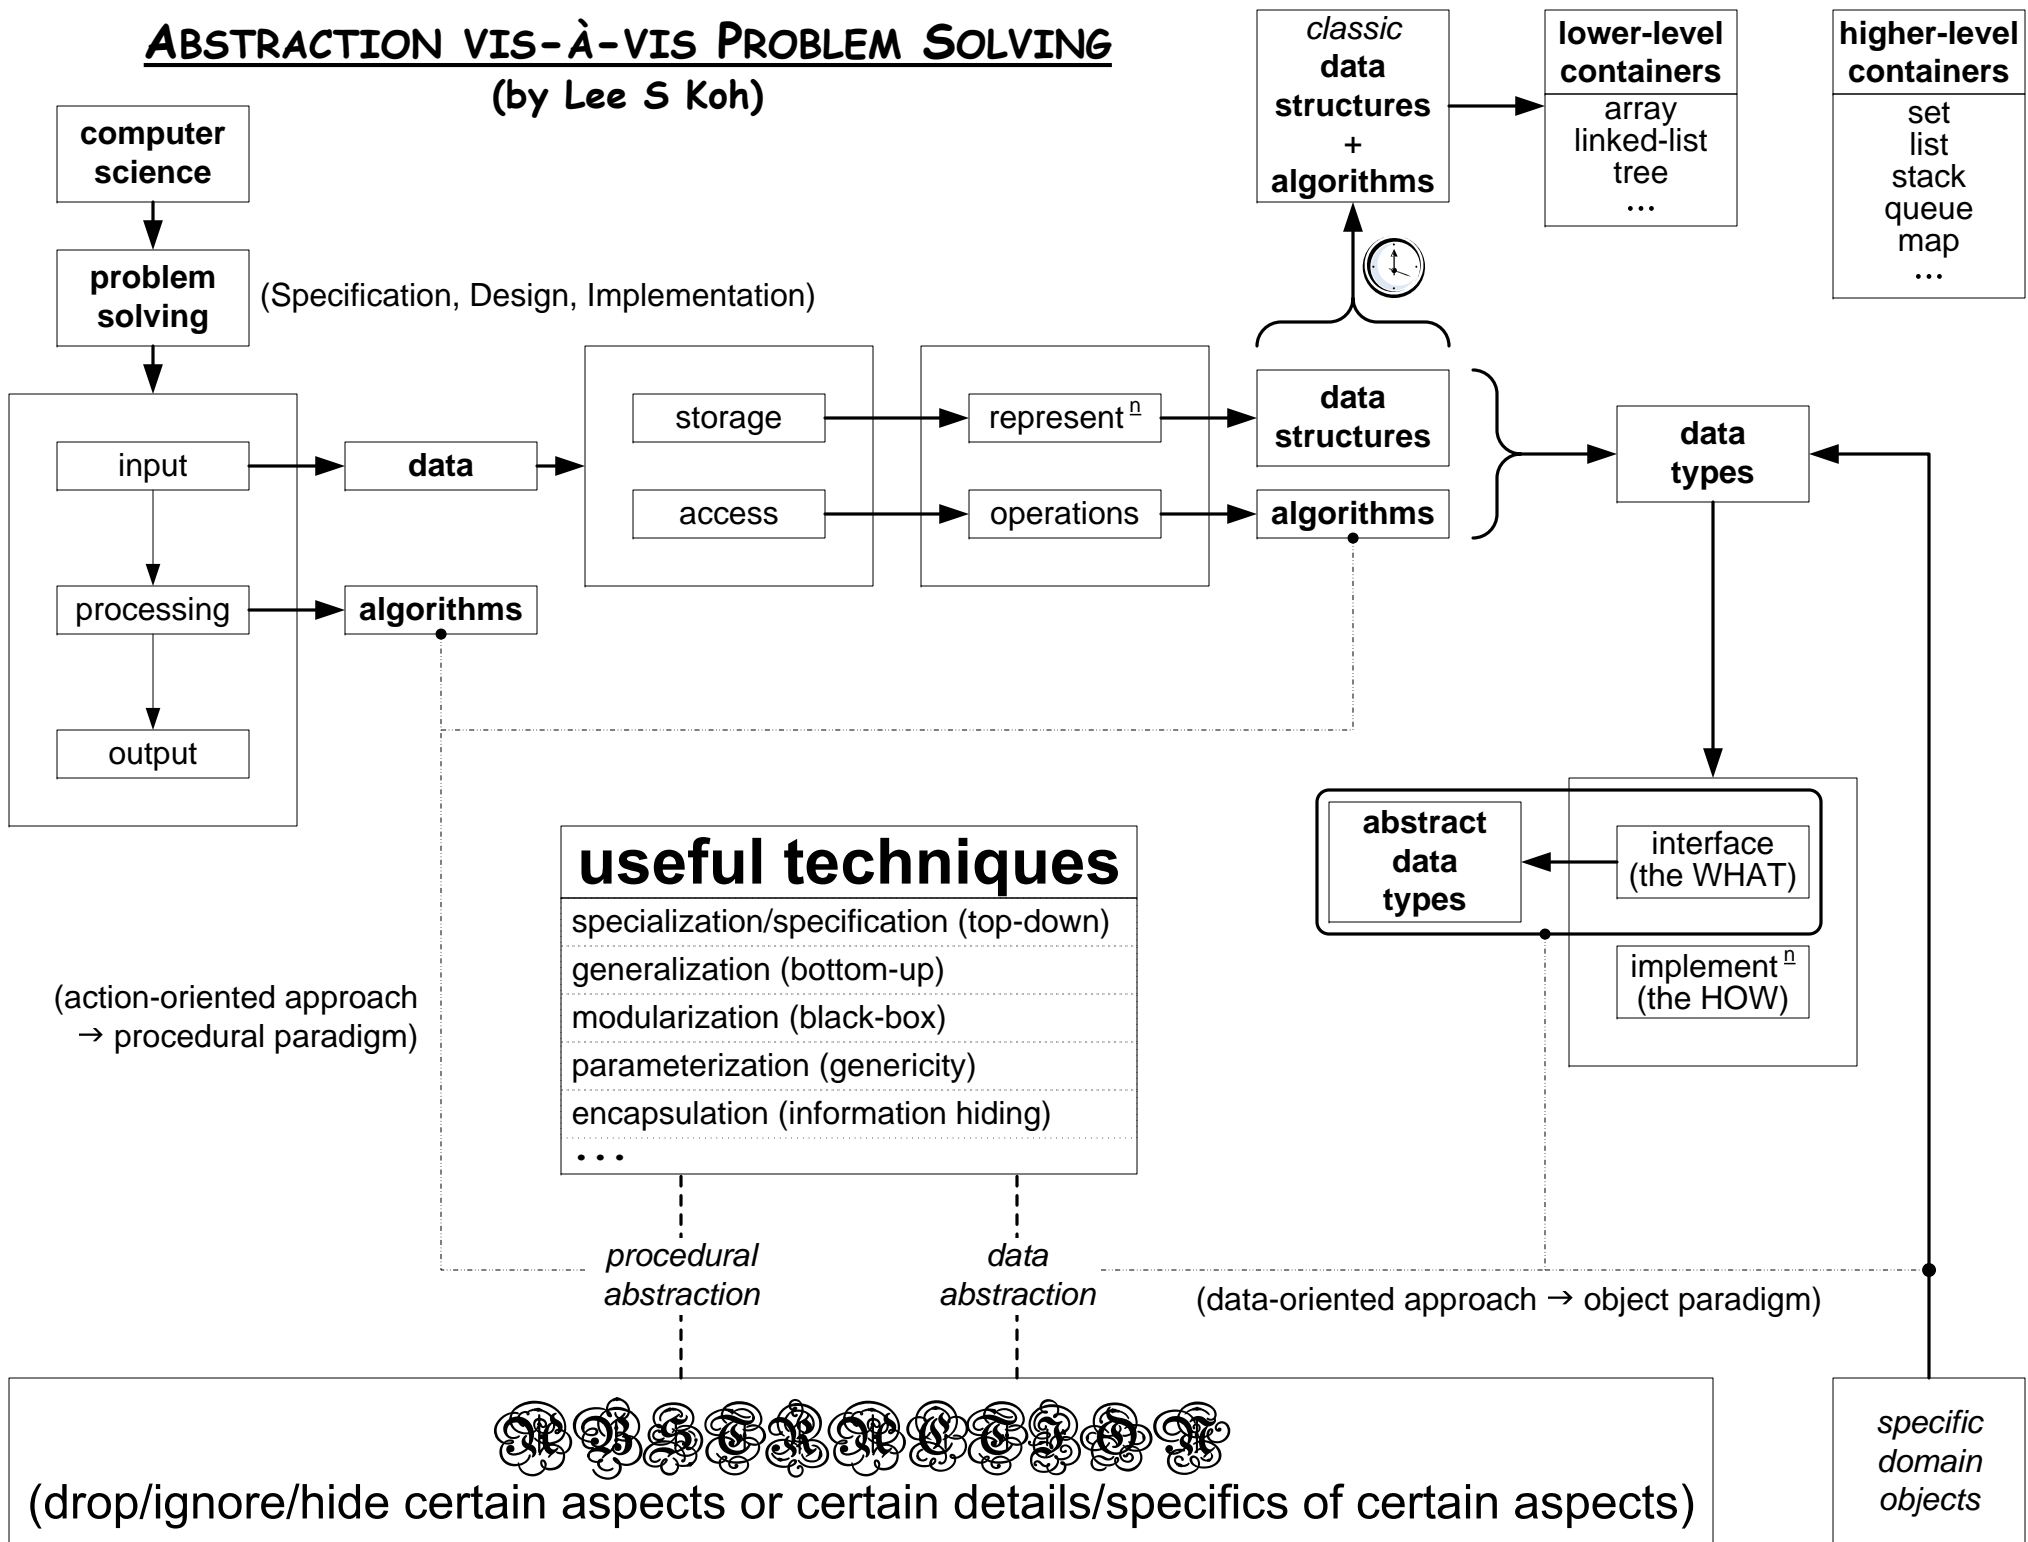 ABSTRACTION VIS-À-VIS PROBLEM SOLVING
(by Lee S Koh)
computer
science
problem
solving
(Specification, Design, Implementation)
input
processing
output
data
algorithms
storage
access
represent n
operations
data
structures
algorithms
classic
data
structures
+
algorithms
lower-level
containers
array
linked-list
tree
...
higher-level
containers
set
list
stack
queue
map
...
data
types
abstract
data
types
interface
(the WHAT)
implement n
(the HOW)
useful techniques
specialization/specification (top-down)
generalization (bottom-up)
modularization (black-box)
parameterization (genericity)
encapsulation (information hiding)
...
(action-oriented approach
→ procedural paradigm)
procedural
abstraction
data
abstraction
(data-oriented approach → object paradigm)
ABSTRACTION
(drop/ignore/hide certain aspects or certain details/specifics of certain aspects)
specific
domain
objects